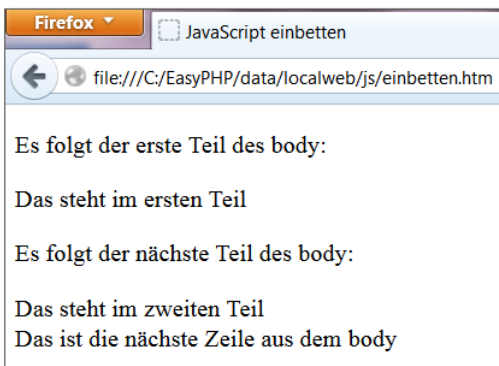 Firefox
JavaScript einbetten
file:///C:/EasyPHP/data/localweb/js/einbetten.htm
Es folgt der erste Teil des body:
Das steht im ersten Teil
Es folgt der nächste Teil des body:
Das steht im zweiten Teil
Das ist die nächste Zeile aus dem body